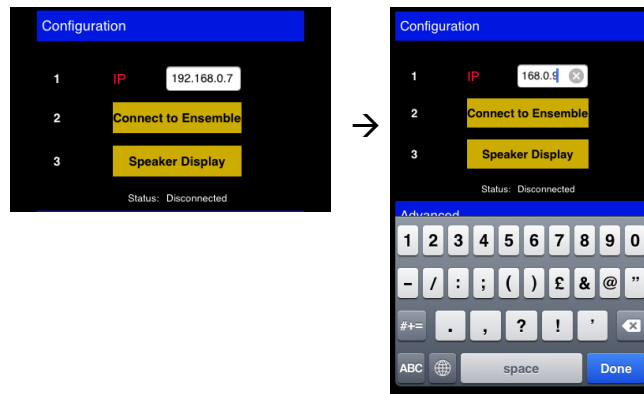 Configuration
1 IP 192.168.0.7
2 Connect to Ensemble
3 Speaker Display
Status: Disconnected
→
Configuration
1 IP 168.0.9
2 Connect to Ensemble
3 Speaker Display
Status: Disconnected
Advanced
1 2 3 4 5 6 7 8 9 0
- / : ; ( ) £ & @ ”
#+= . , ? ! ’
ABC space Done